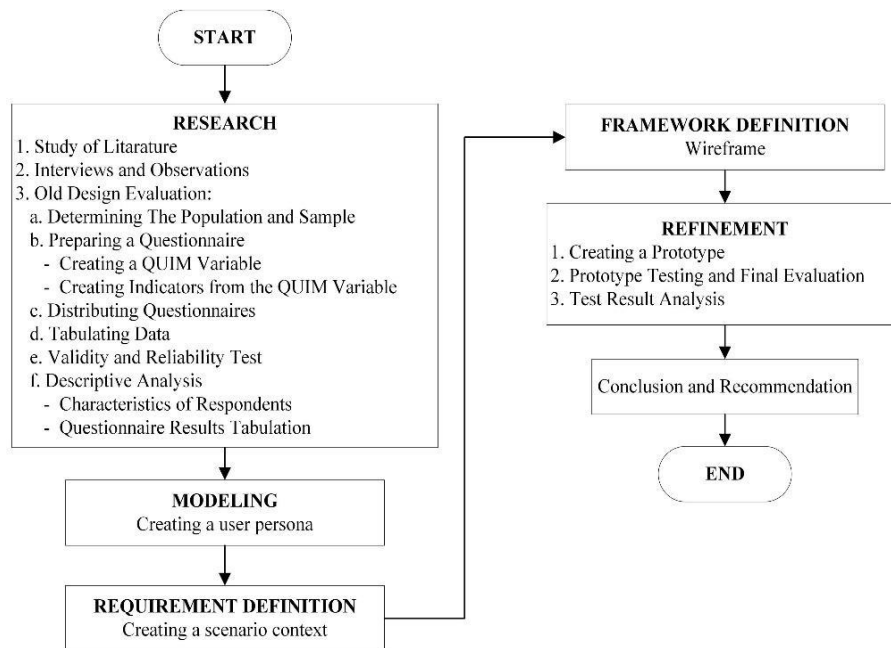 START
RESEARCH
1. Study of Litarature
2. Interviews and Observations
3. Old Design Evaluation:
a. Determining The Population and Sample
b. Preparing a Questionnaire
- Creating a QUIM Variable
- Creating Indicators from the QUIM Variable
c. Distributing Questionnaires
d. Tabulating Data
e. Validity and Reliability Test
f. Descriptive Analysis
- Characteristics of Respondents
- Questionnaire Results Tabulation
MODELING
Creating a user persona
REQUIREMENT DEFINITION
Creating a scenario context
FRAMEWORK DEFINITION
Wireframe
REFINEMENT
1. Creating a Prototype
2. Prototype Testing and Final Evaluation
3. Test Result Analysis
Conclusion and Recommendation
END